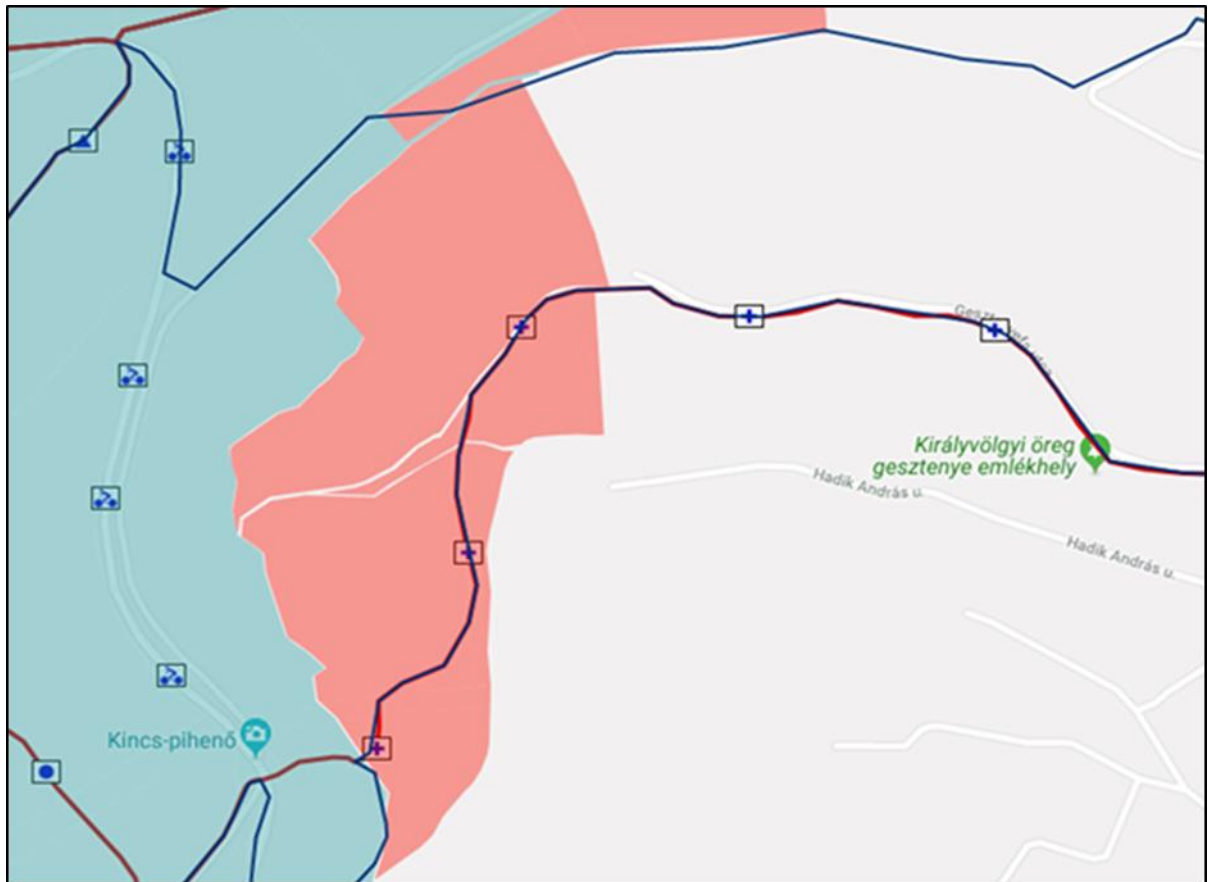 Királyvölgyi öreg
gesztenye emlékhely
Hadik András u.
Hadik András u.
Kincs-pihenő